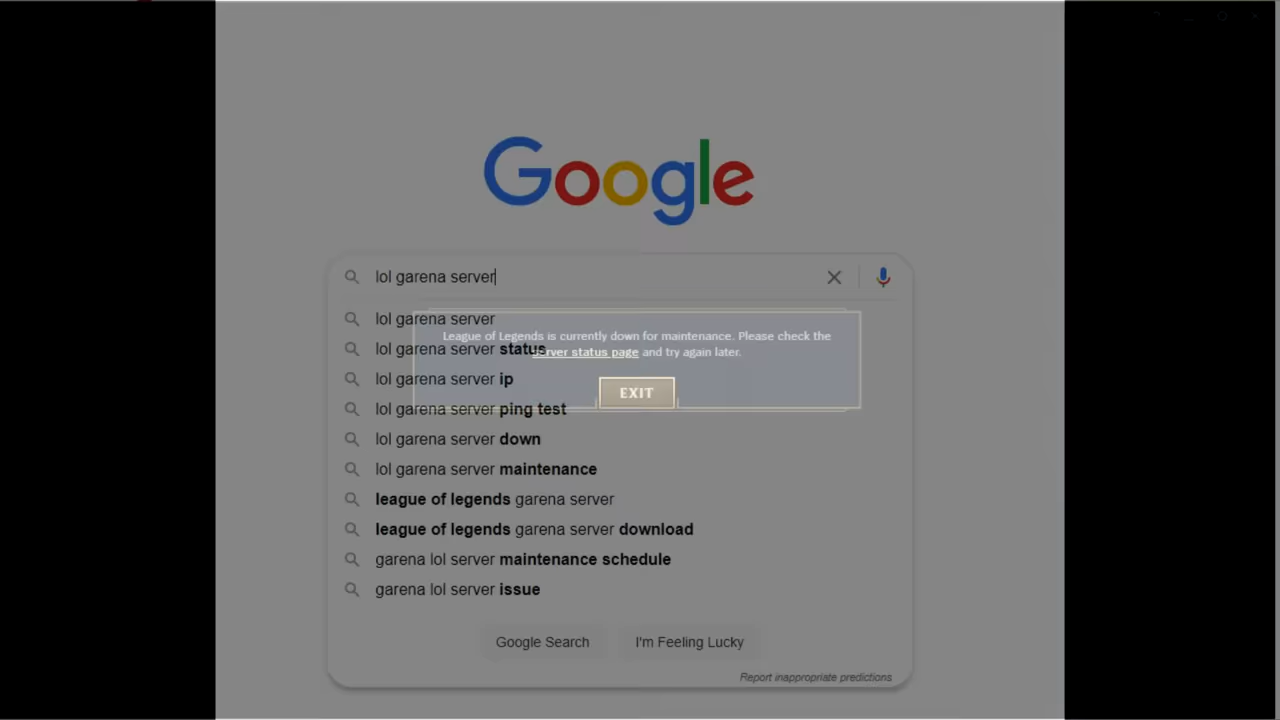 Google
lol garena server
lol garena server
League of Legends is currently down for maintenance. Please check the
lol garena server status
server status page and try again later.
lol garena server ip
EXIT
lol garena server ping test
lol garena server down
lol garena server maintenance
league of legends garena server
league of legends garena server download
garena lol server maintenance schedule
garena lol server issue
Google Search
I'm Feeling Lucky
Report inappropriate predictions